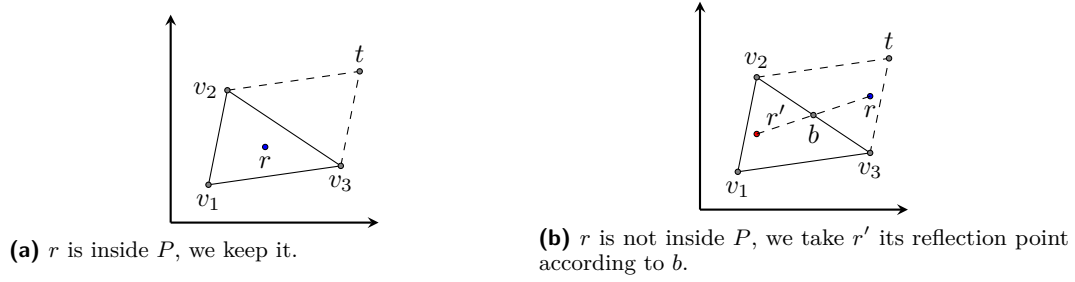 t
v₂
r
v₃
v₁
(a) r is inside P, we keep it.
t
v₂
r′
r
b
v₃
v₁
(b) r is not inside P, we take r′ its reflection point
according to b.